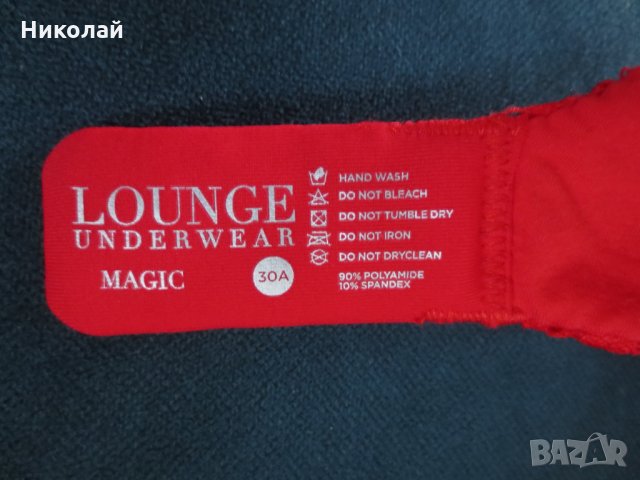 Николай
LOUNGE
UNDERWEAR
MAGIC
30A
HAND WASH
DO NOT BLEACH
DO NOT TUMBLE DRY
DO NOT IRON
DO NOT DRYCLEAN
90% POLYAMIDE
10% SPANDEX
BAZAR